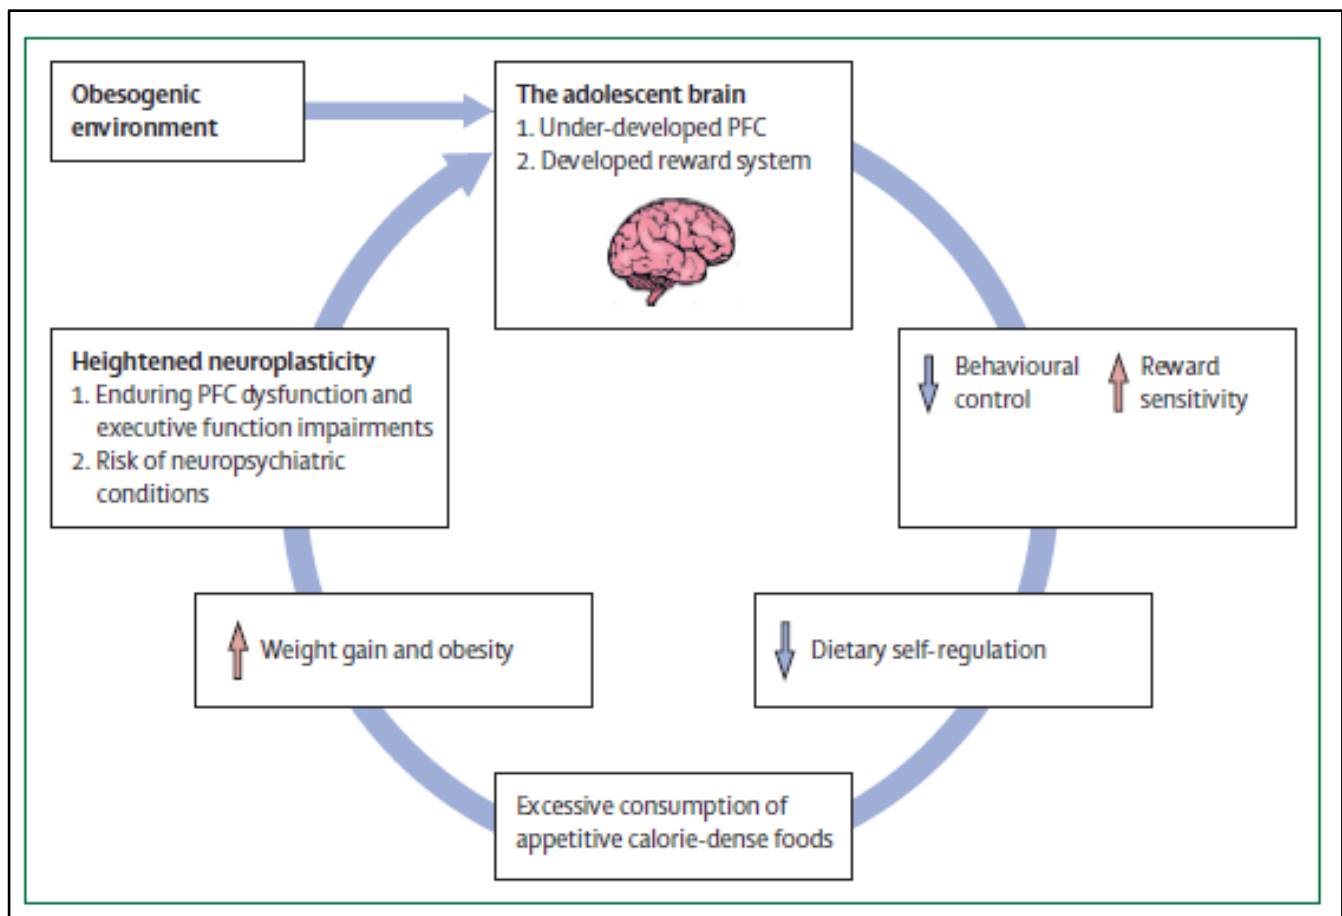 Obesogenic
environment
The adolescent brain
1. Under-developed PFC
2. Developed reward system
Behavioural
control
Reward
sensitivity
Dietary self-regulation
Excessive consumption of
appetitive calorie-dense foods
Weight gain and obesity
Heightened neuroplasticity
1. Enduring PFC dysfunction and
executive function impairments
2. Risk of neuropsychiatric
conditions